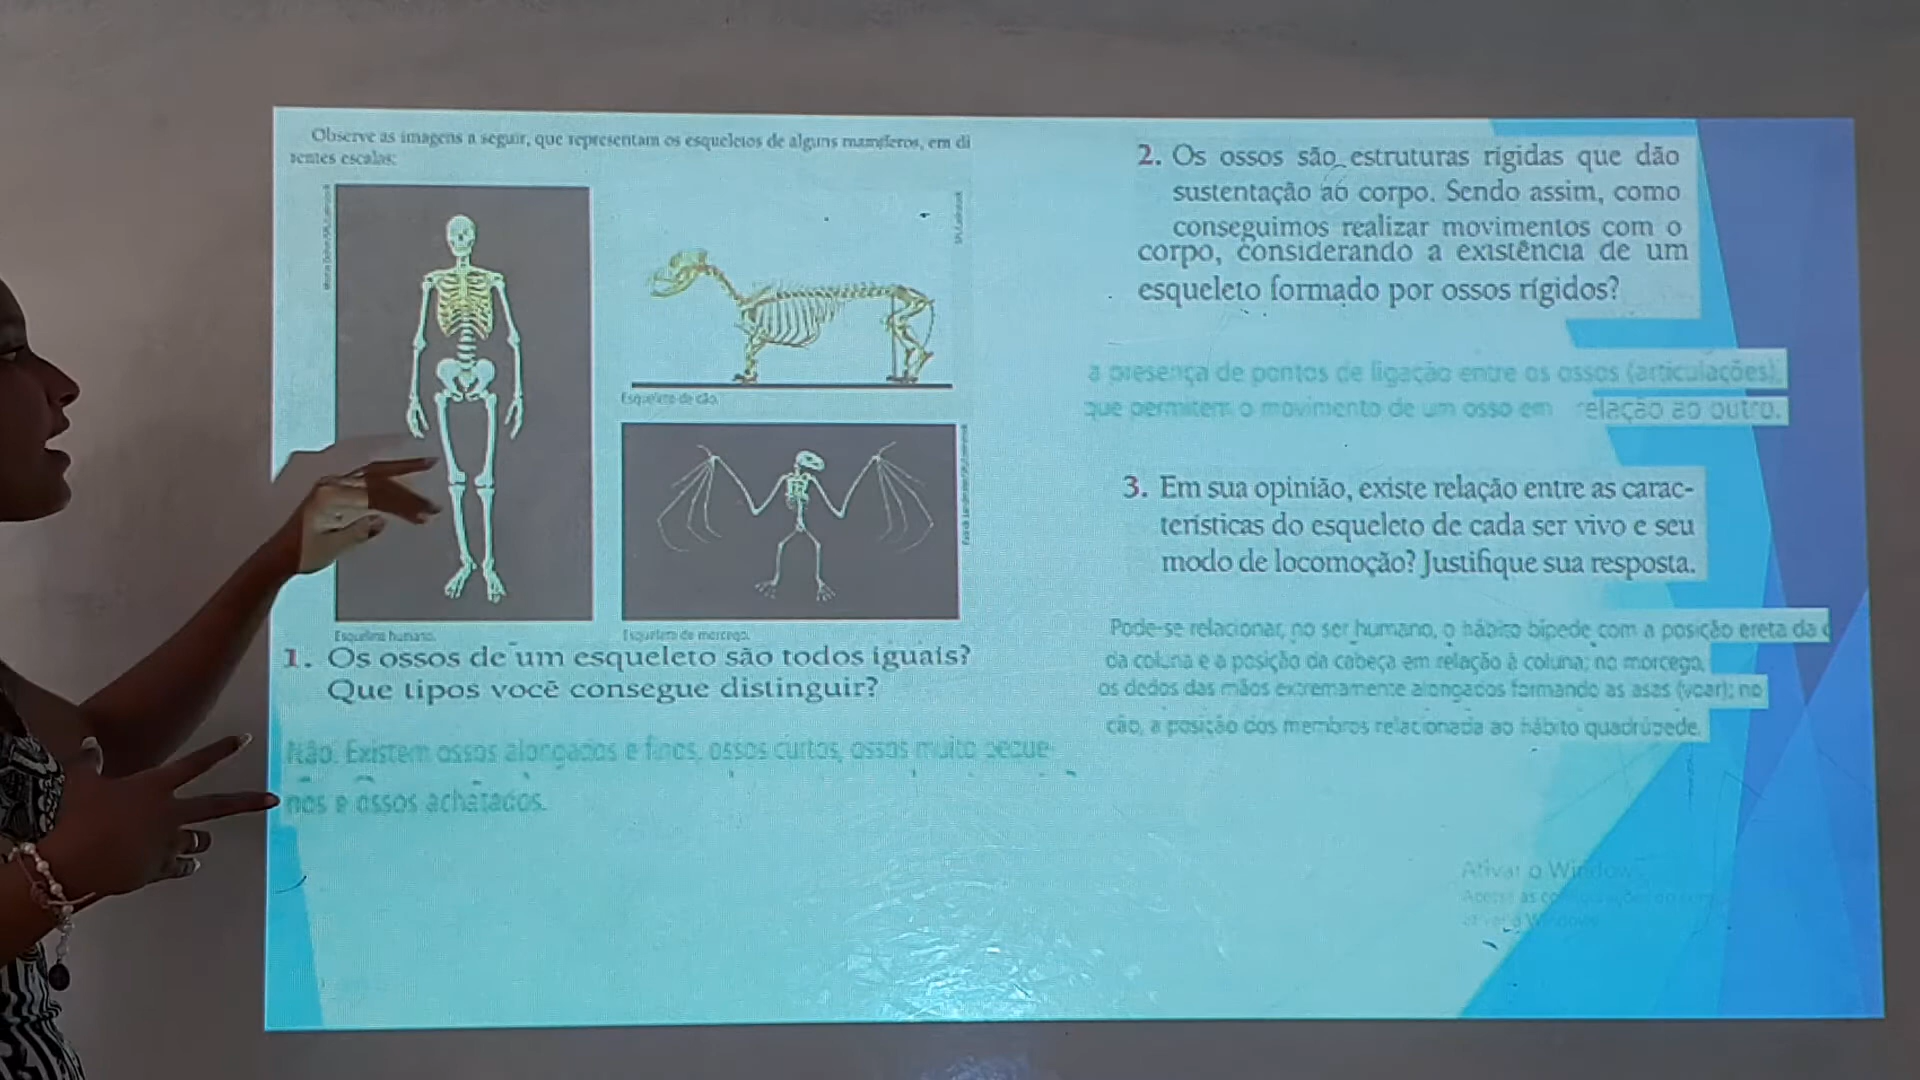 Observe as imagens a seguir, que representam os esqueletos de alguns mamíferos, em di
rentes escalas:
Esqueleto de cão.
Esqueleto humano.
Esqueleto de morcego.
1. Os ossos de um esqueleto são todos iguais?
Que tipos você consegue distinguir?
Não. Existem ossos alongados e finos, ossos curtos, ossos muito peque-
nos e ossos achatados.
2. Os ossos são estruturas rígidas que dão
sustentação ao corpo. Sendo assim, como
conseguimos realizar movimentos com o
corpo, considerando a existência de um
esqueleto formado por ossos rígidos?
a presença de pontos de ligação entre os ossos (articulações),
que permitem o movimento de um osso em relação ao outro.
3. Em sua opinião, existe relação entre as carac-
terísticas do esqueleto de cada ser vivo e seu
modo de locomoção? Justifique sua resposta.
Pode-se relacionar, no ser humano, o hábito bípede com a posição ereta da c
da coluna e a posição da cabeça em relação à coluna; no morcego,
os dedos das mãos extremamente alongados formando as asas (voar); no
cão, a posição dos membros relacionada ao hábito quadrúpede.
Ativar o Windows